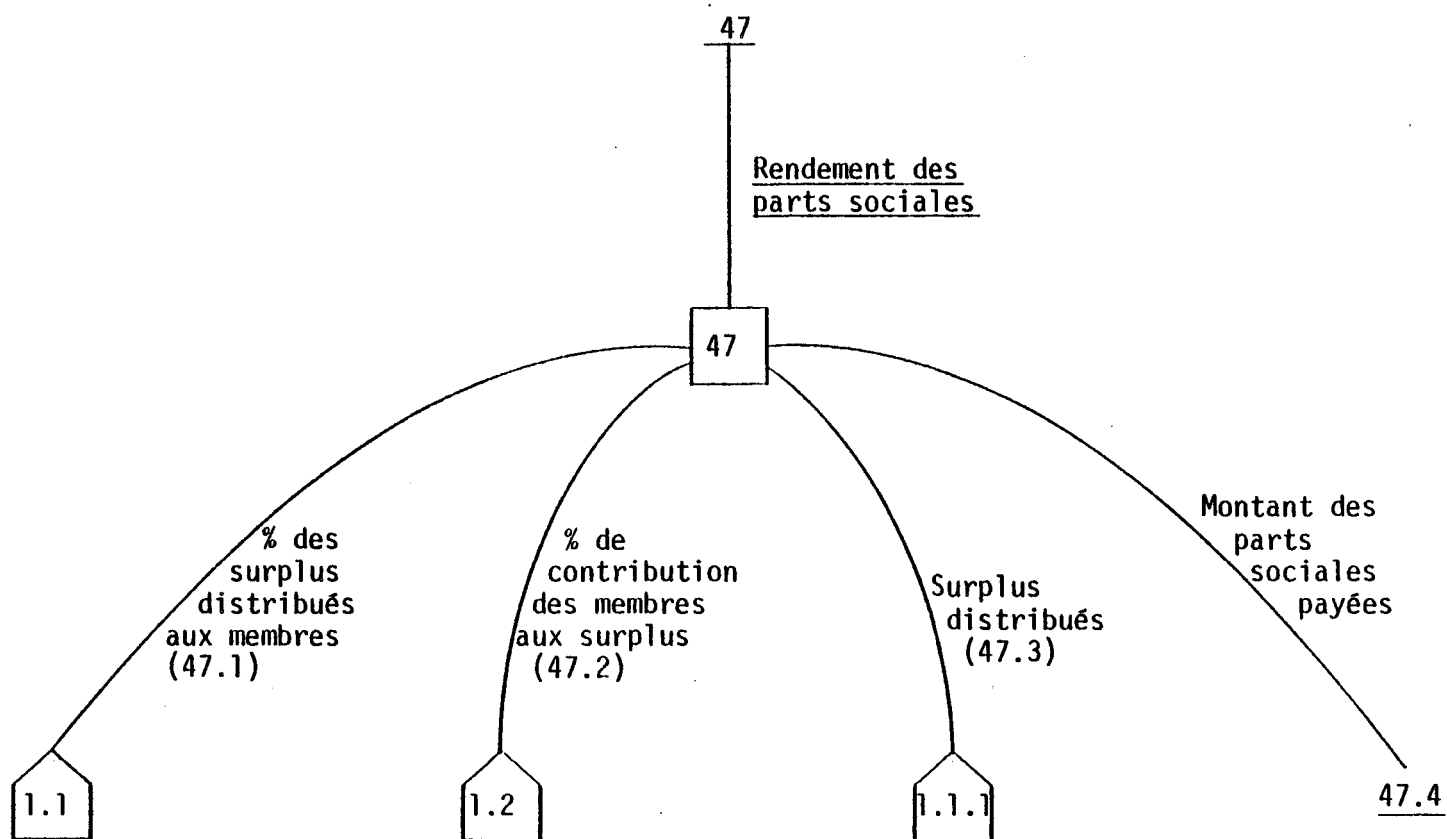 47
Rendement des
parts sociales
47
% des
surplus
distribués
aux membres
(47.1)
% de
contribution
des membres
aux surplus
(47.2)
Surplus
distribués
(47.3)
Montant des
parts
sociales
payées
1.1
1.2
1.1.1
47.4